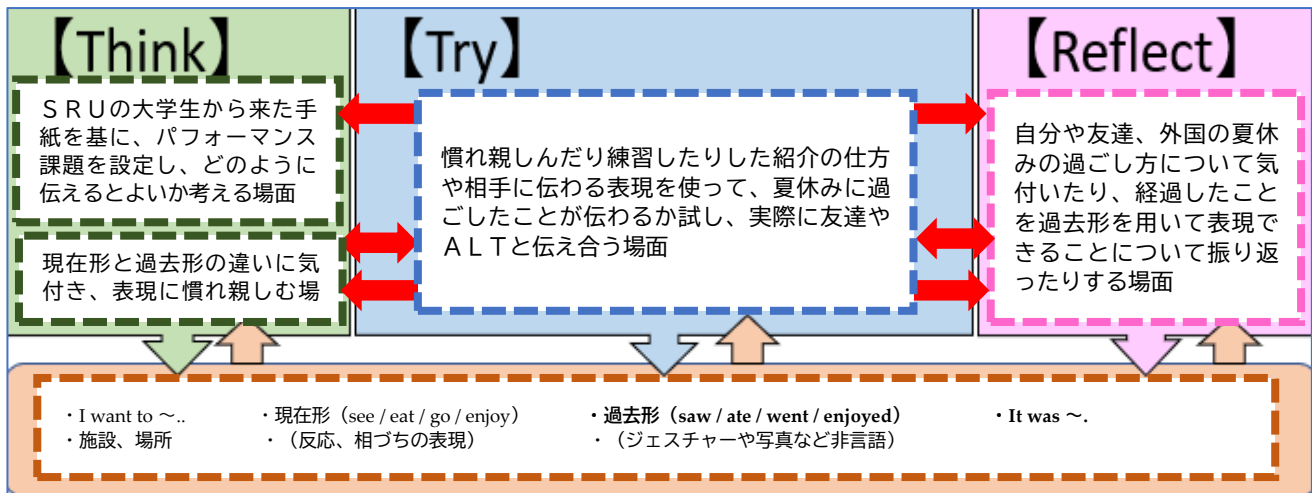 【Think】
ＳＲＵの大学生から来た手
紙を基に、パフォーマンス
課題を設定し、どのように
伝えるとよいか考える場面
現在形と過去形の違いに気
付き、表現に慣れ親しむ場
【Try】
慣れ親しんだり練習したりした紹介の仕方
や相手に伝わる表現を使って、夏休みに過
ごしたことが伝わるか試し、実際に友達や
ＡＬＴと伝え合う場面
【Reflect】
自分や友達、外国の夏休
みの過ごし方について気
付いたり、経過したこと
を過去形を用いて表現で
きることについて振り返
ったりする場面
・I want to ～.. ・現在形（see / eat / go / enjoy） ・過去形（saw / ate / went / enjoyed） ・It was ～.
・施設、場所 ・（反応、相づちの表現） ・（ジェスチャーや写真など非言語）